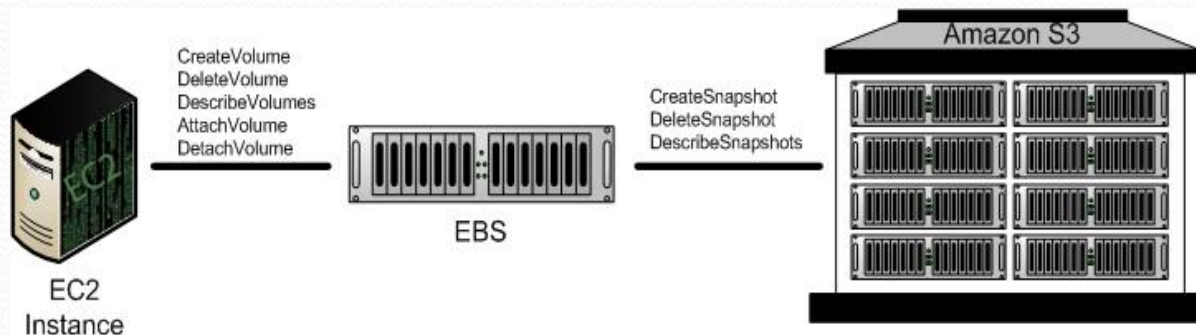 CreateVolume
DeleteVolume
DescribeVolumes
AttachVolume
DetachVolume
EC2
EC2
Instance
EBS
CreateSnapshot
DeleteSnapshot
DescribeSnapshots
Amazon S3